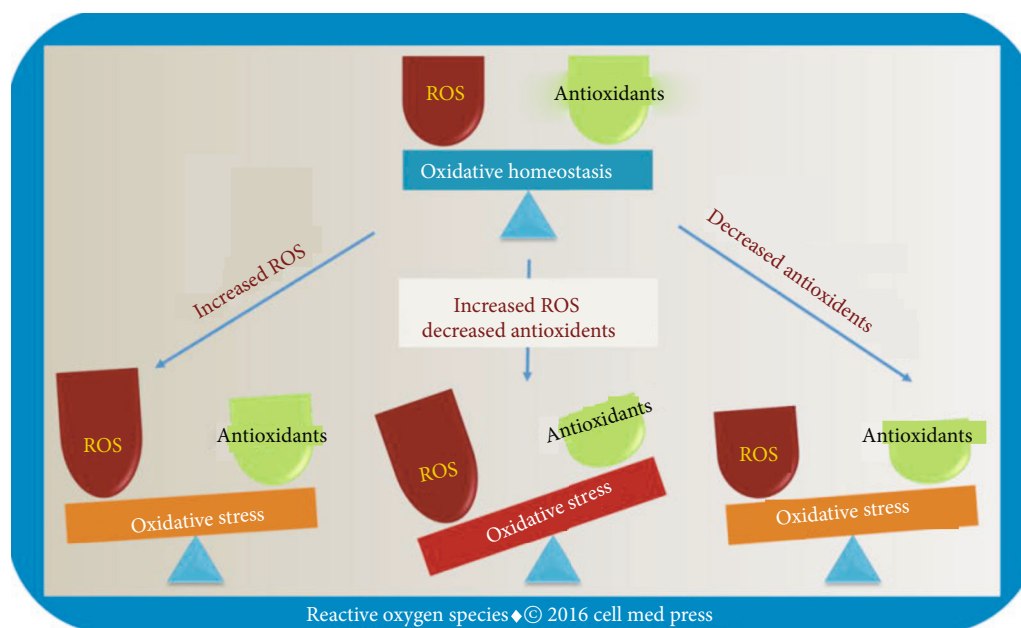 ROS
Antioxidants
Oxidative homeostasis
Increased ROS
Increased ROS
decreased antioxidents
Decreased antioxidents
ROS
Antioxidants
Oxidative stress
ROS
Antioxidants
Oxidative stress
ROS
Antioxidants
Oxidative stress
Reactive oxygen species◆© 2016 cell med press